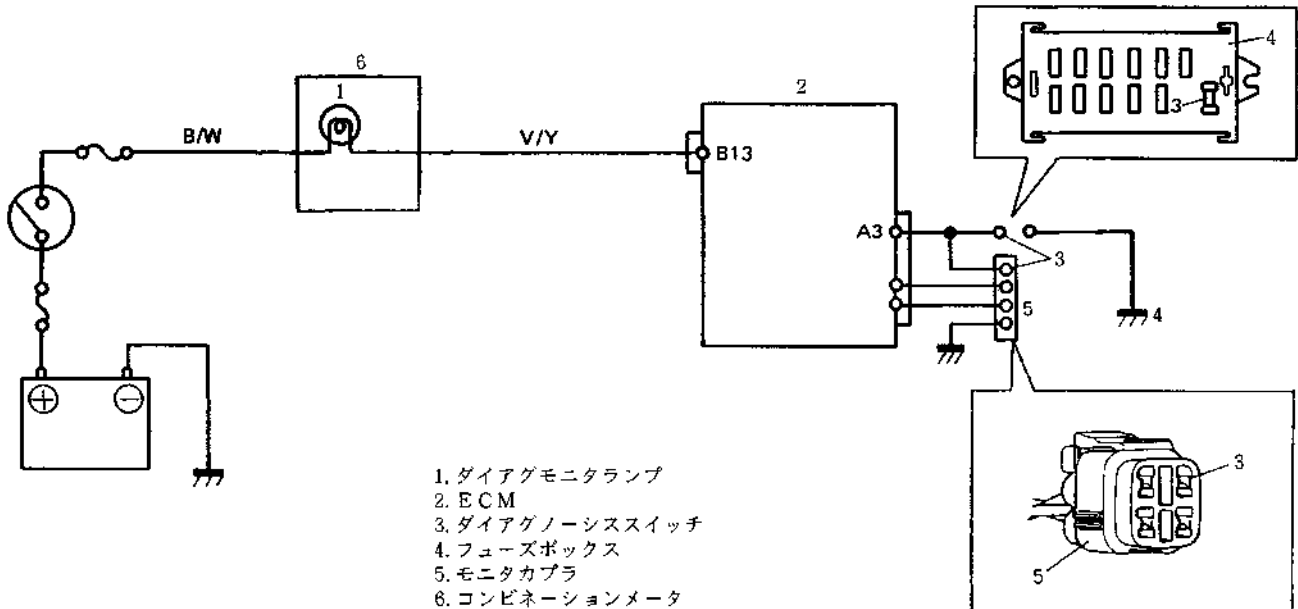 4
3
6
1
2
B/W
V/Y
B13
A3
3
5
4
+ −
3
5
1. ダイアグモニタランプ
2. ECM
3. ダイアグノーシススイッチ
4. フューズボックス
5. モニタカプラ
6. コンビネーションメータ